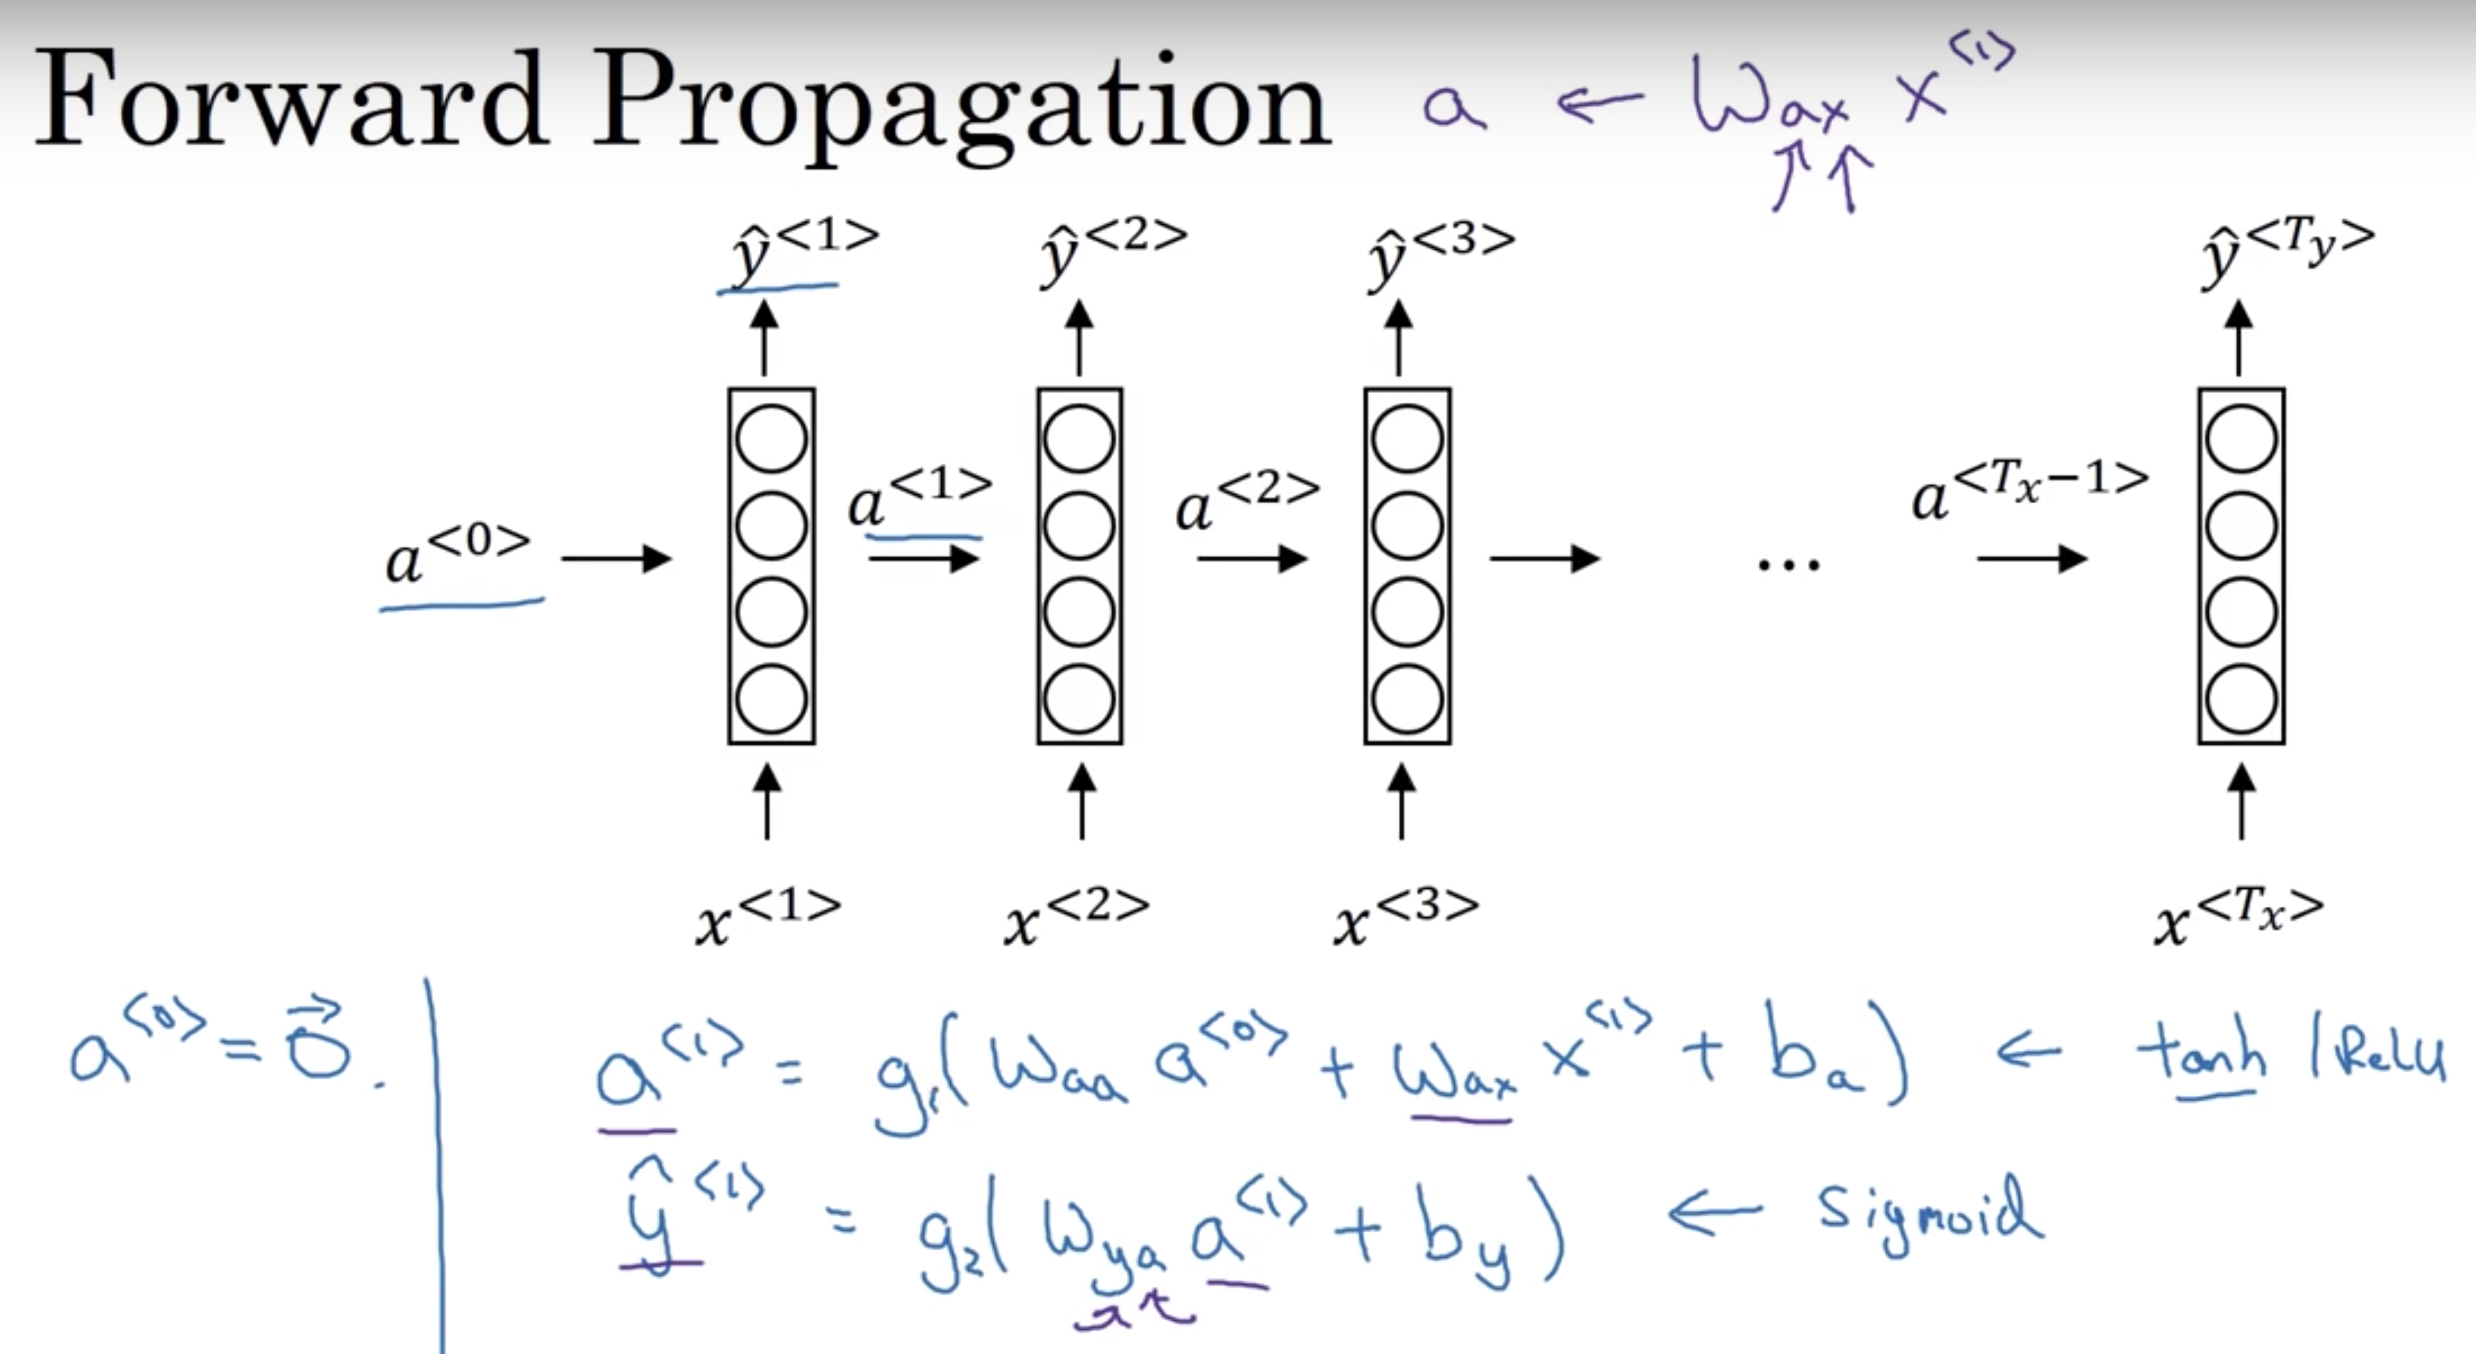 Forward Propagation a ← Wax x<1>
ŷ<1> ŷ<2> ŷ<3> ŷ<Ty>
a<0> → a<1> → a<2> → → ... a<Tx−1> →
x<1> x<2> x<3> x<Tx>
a<0> = 0⃗. a<1> = g₁(Waa a<0> + Wax x<1> + ba) ← tanh | ReLU
ŷ<1> = g₂(Wya a<1> + by) ← sigmoid